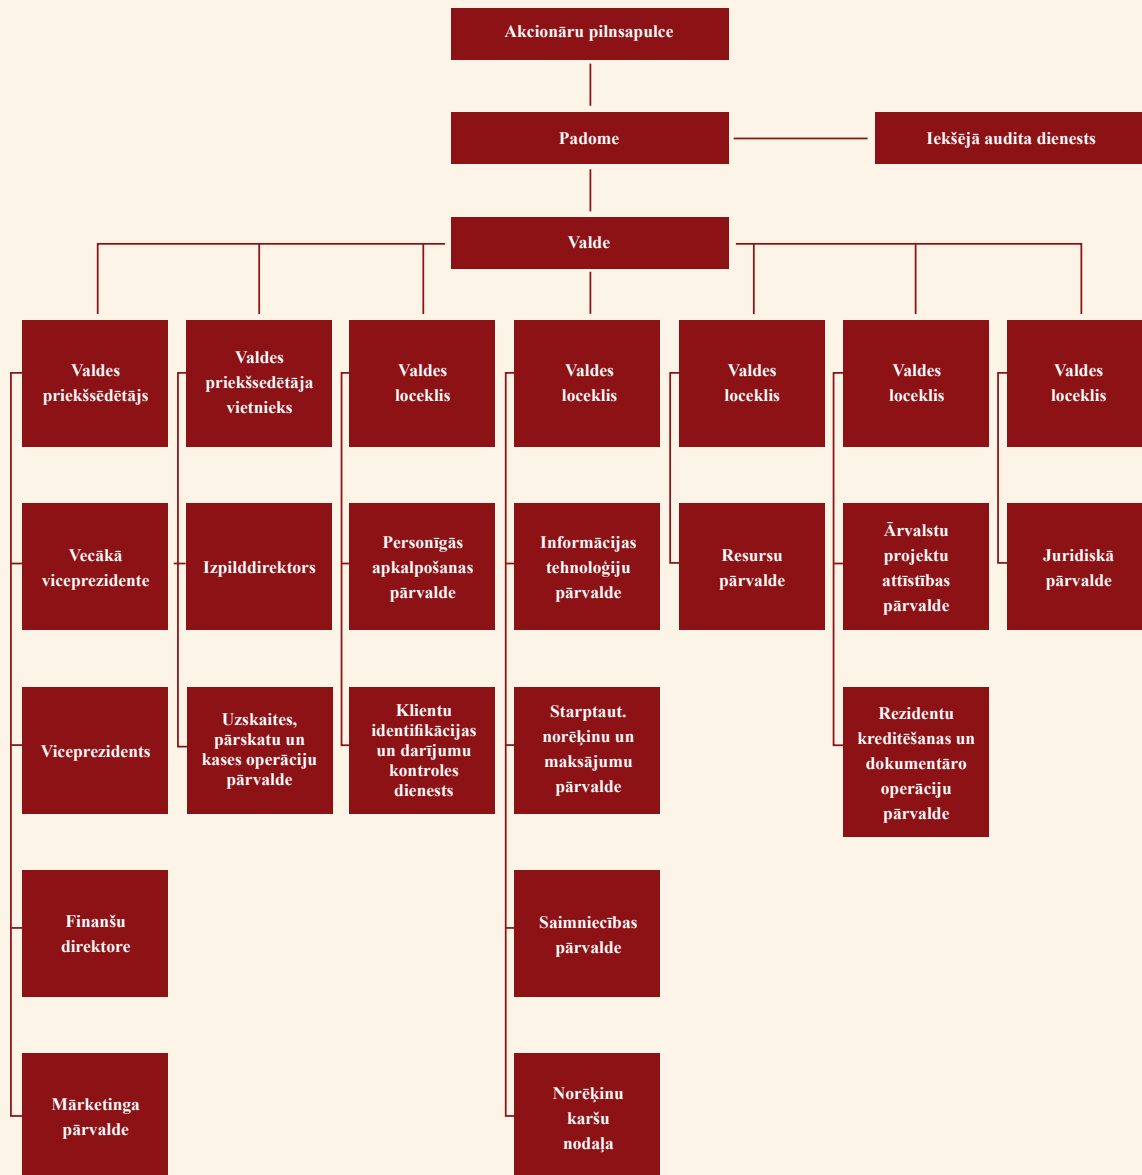 Akcionāru pilnsapulce
Padome
Iekšējā audita dienests
Valde
Valdes
priekšsēdētājs
Valdes
priekšsedētāja
vietnieks
Valdes
loceklis
Valdes
loceklis
Valdes
loceklis
Valdes
loceklis
Valdes
loceklis
Vecākā
viceprezidente
Izpilddirektors
Personīgās
apkalpošanas
pārvalde
Informācijas
tehnoloģiju
pārvalde
Resursu
pārvalde
Ārvalstu
projektu
attīstības
pārvalde
Juridiskā
pārvalde
Viceprezidents
Uzskaites,
pārskatu un
kases operāciju
pārvalde
Klientu
identifikācijas
un darījumu
kontroles
dienests
Starptaut.
norēķinu un
maksājumu
pārvalde
Rezidentu
kreditēšanas un
dokumentāro
operāciju
pārvalde
Finanšu
direktore
Saimniecības
pārvalde
Mārketinga
pārvalde
Norēķinu
karšu
nodaļa